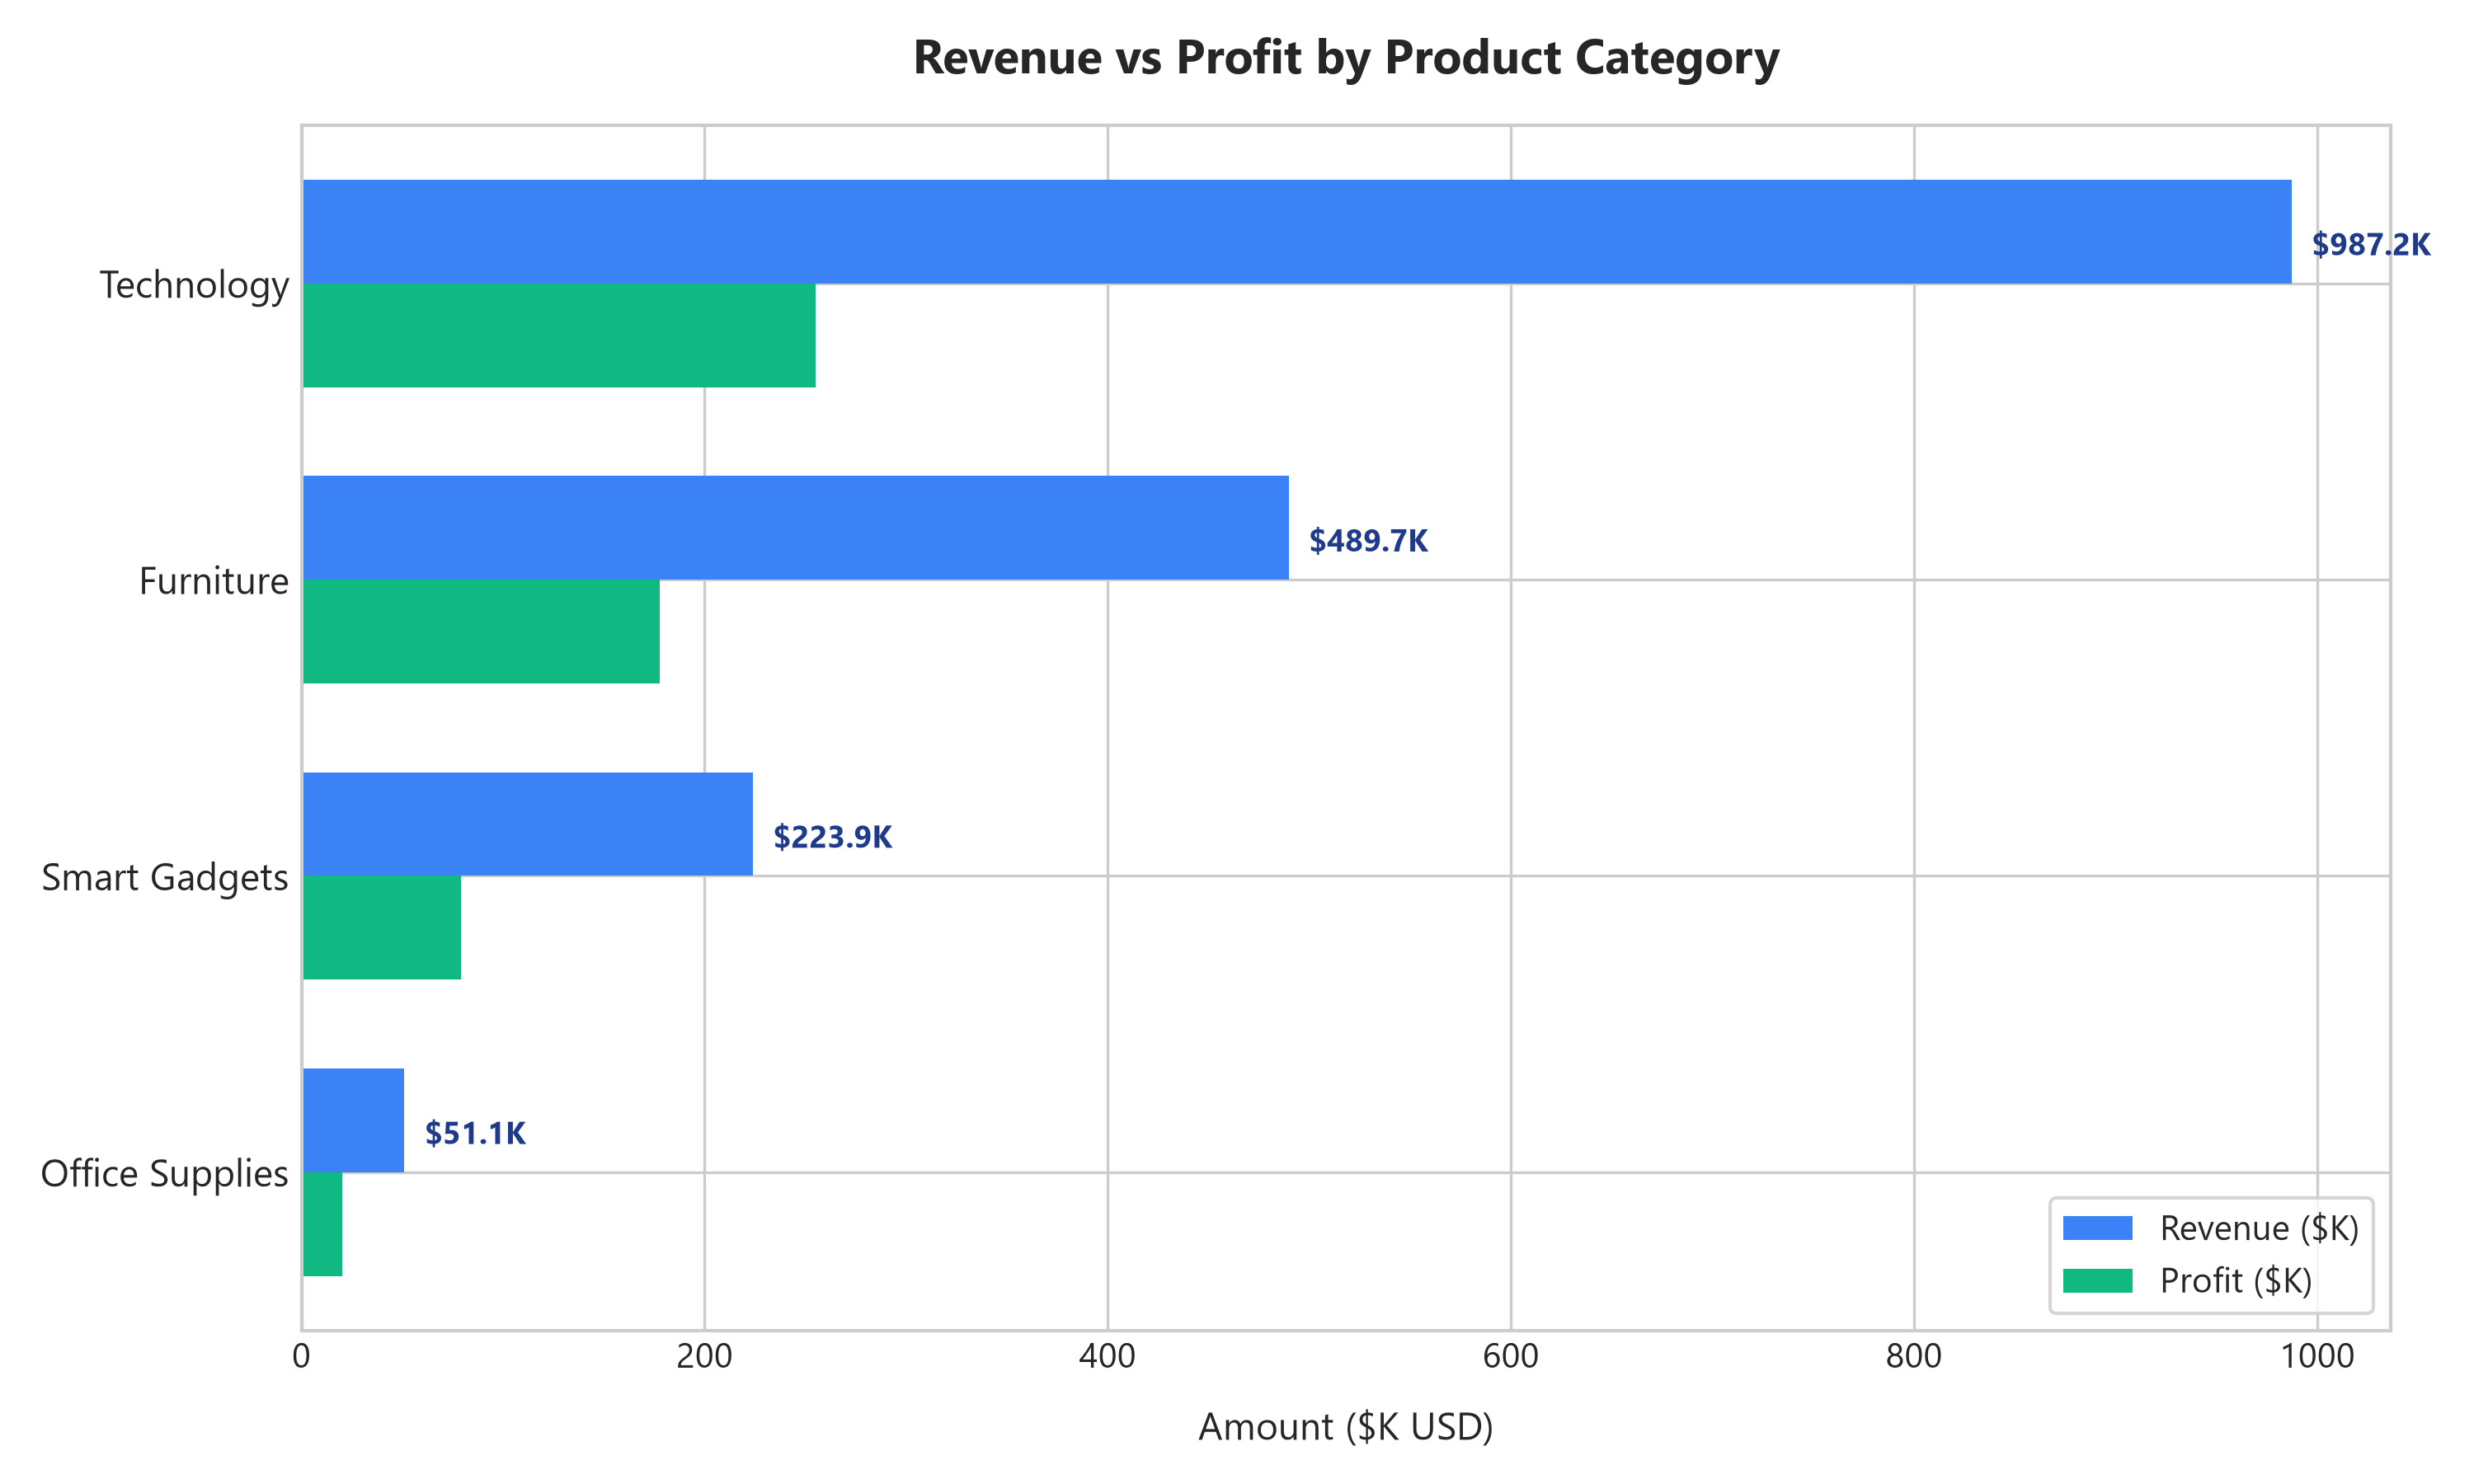 Revenue vs Profit by Product Category
Technology
$987.2K
Furniture
$489.7K
Smart Gadgets
$223.9K
Office Supplies
$51.1K
Revenue ($K)
Profit ($K)
0 200 400 600 800 1000
Amount ($K USD)